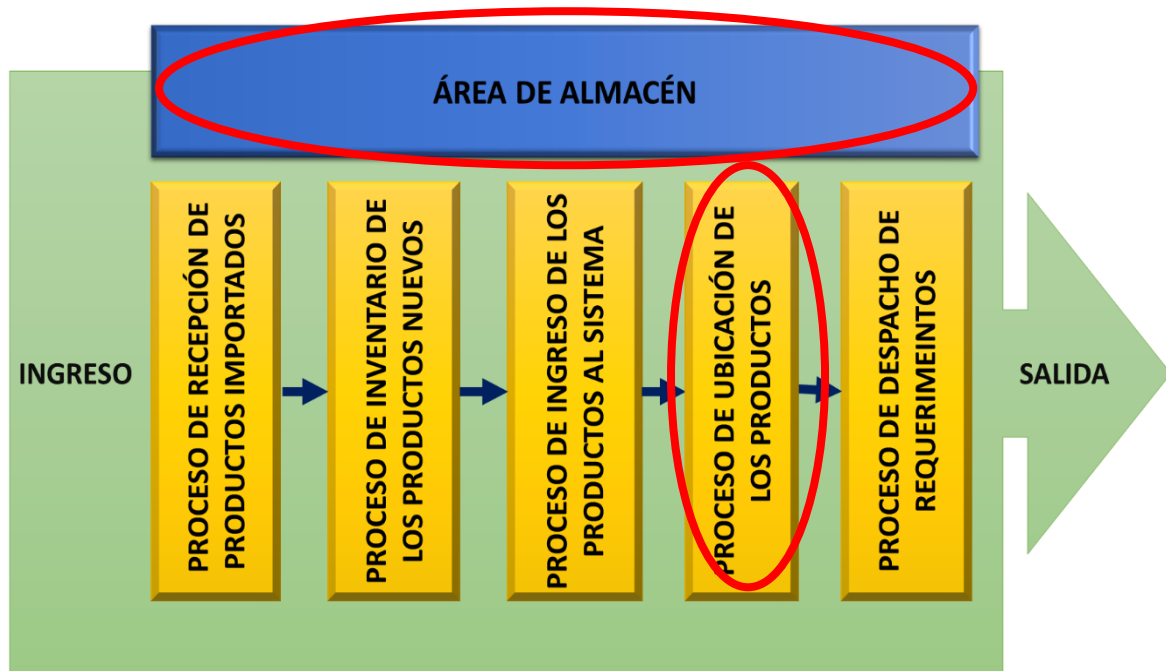 ÁREA DE ALMACÉN
INGRESO
PROCESO DE RECEPCIÓN DE
PRODUCTOS IMPORTADOS
PROCESO DE INVENTARIO DE
LOS PRODUCTOS NUEVOS
PROCESO DE INGRESO DE LOS
PRODUCTOS AL SISTEMA
PROCESO DE UBICACIÓN DE
LOS PRODUCTOS
PROCESO DE DESPACHO DE
REQUERIMEINTOS
SALIDA